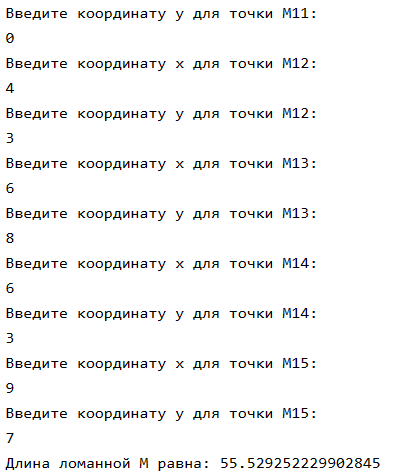 Введите координату y для точки M11:
0
Введите координату x для точки M12:
4
Введите координату y для точки M12:
3
Введите координату x для точки M13:
6
Введите координату y для точки M13:
8
Введите координату x для точки M14:
6
Введите координату y для точки M14:
3
Введите координату x для точки M15:
9
Введите координату y для точки M15:
7
Длина ломанной M равна: 55.529252229902845